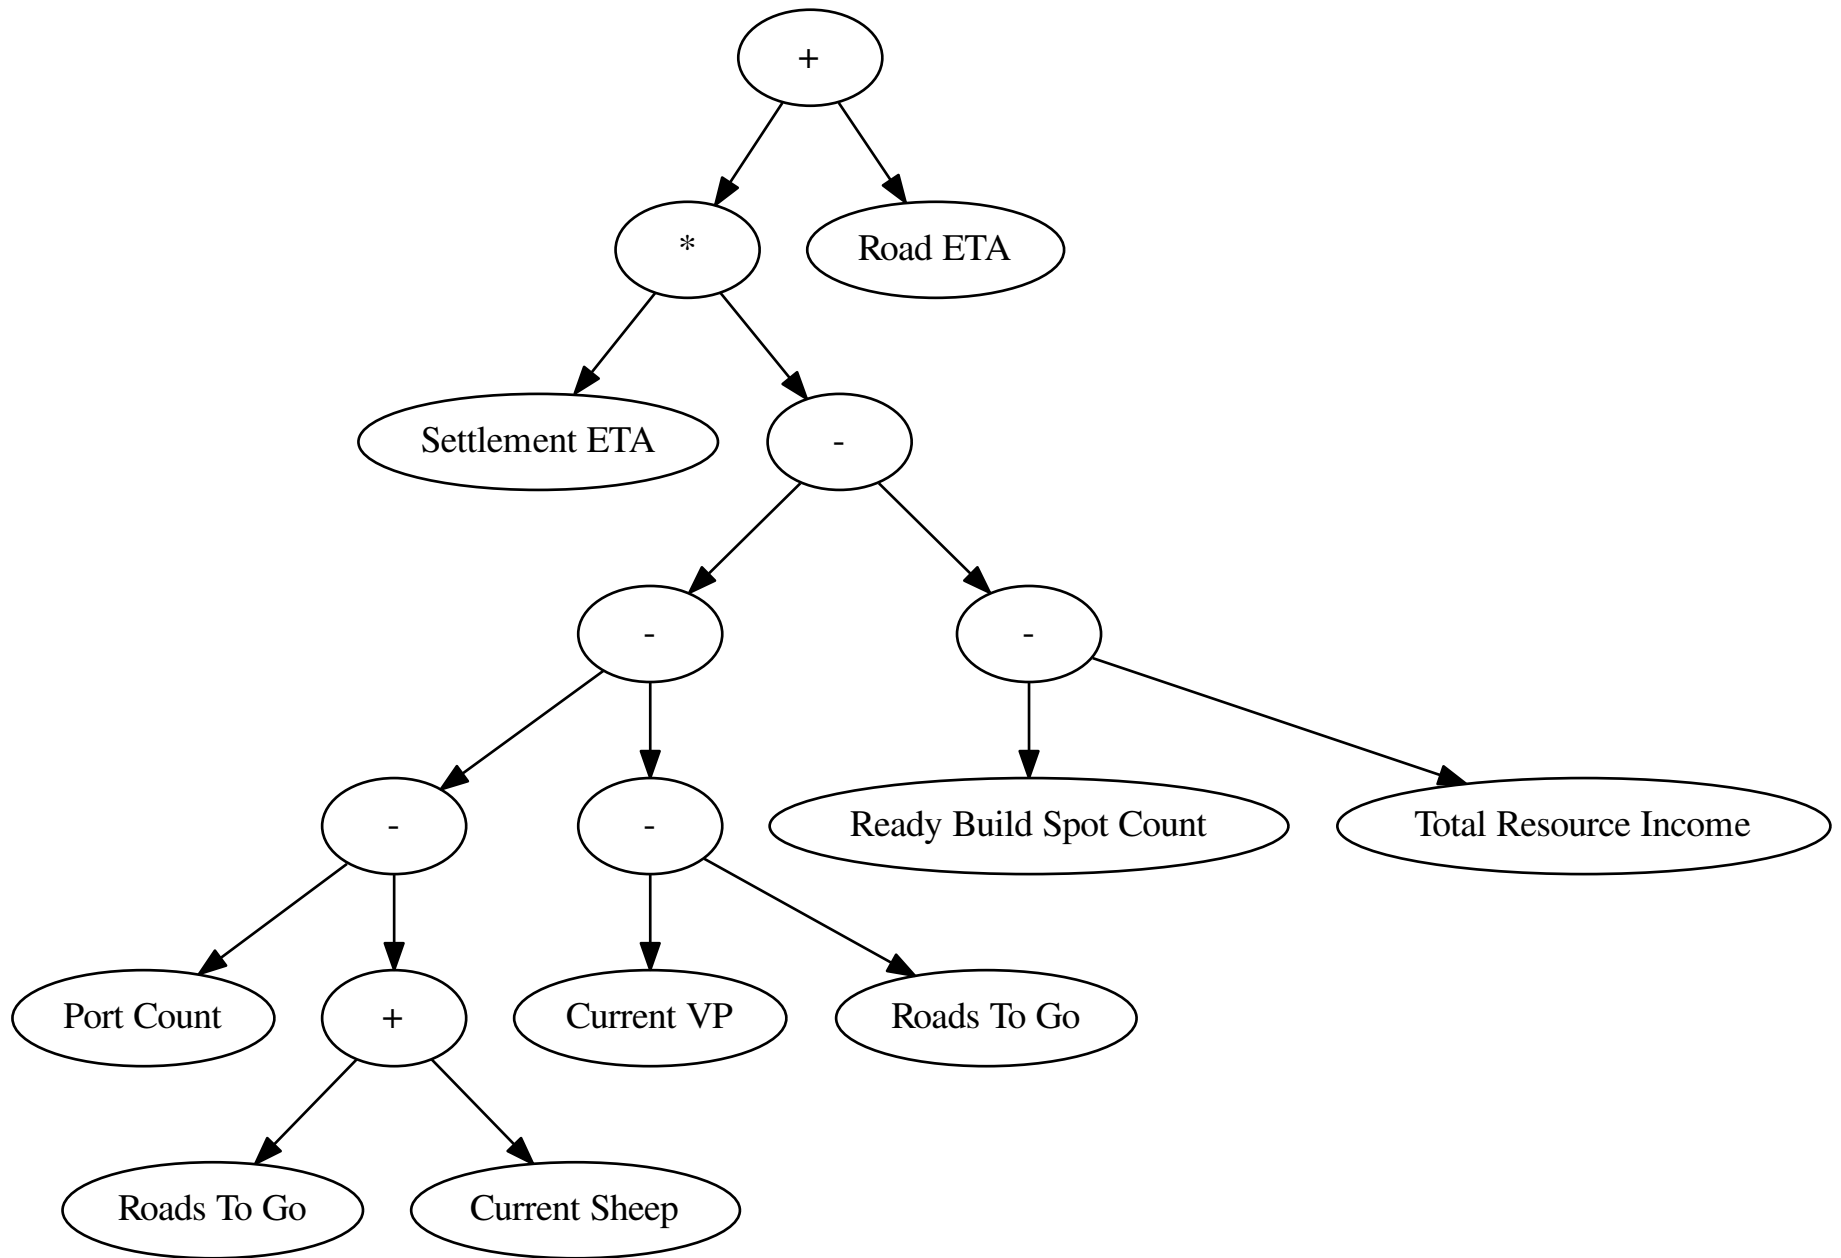 +
*
Road ETA
Settlement ETA
-
-
-
-
-
Ready Build Spot Count
Total Resource Income
Port Count
+
Current VP
Roads To Go
Roads To Go
Current Sheep